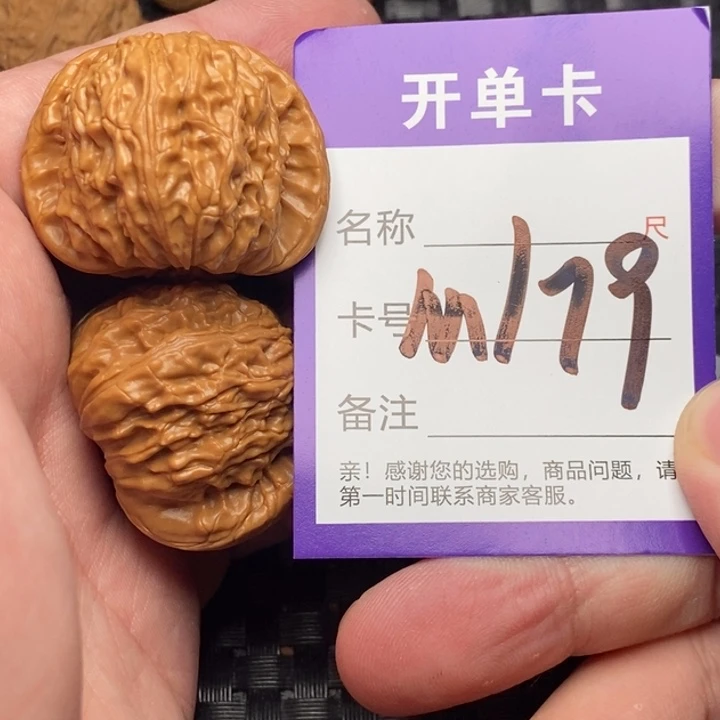 开单卡
名称
尺
m179
卡号
备注
亲！感谢您的选购，商品问题，请
第一时间联系商家客服。